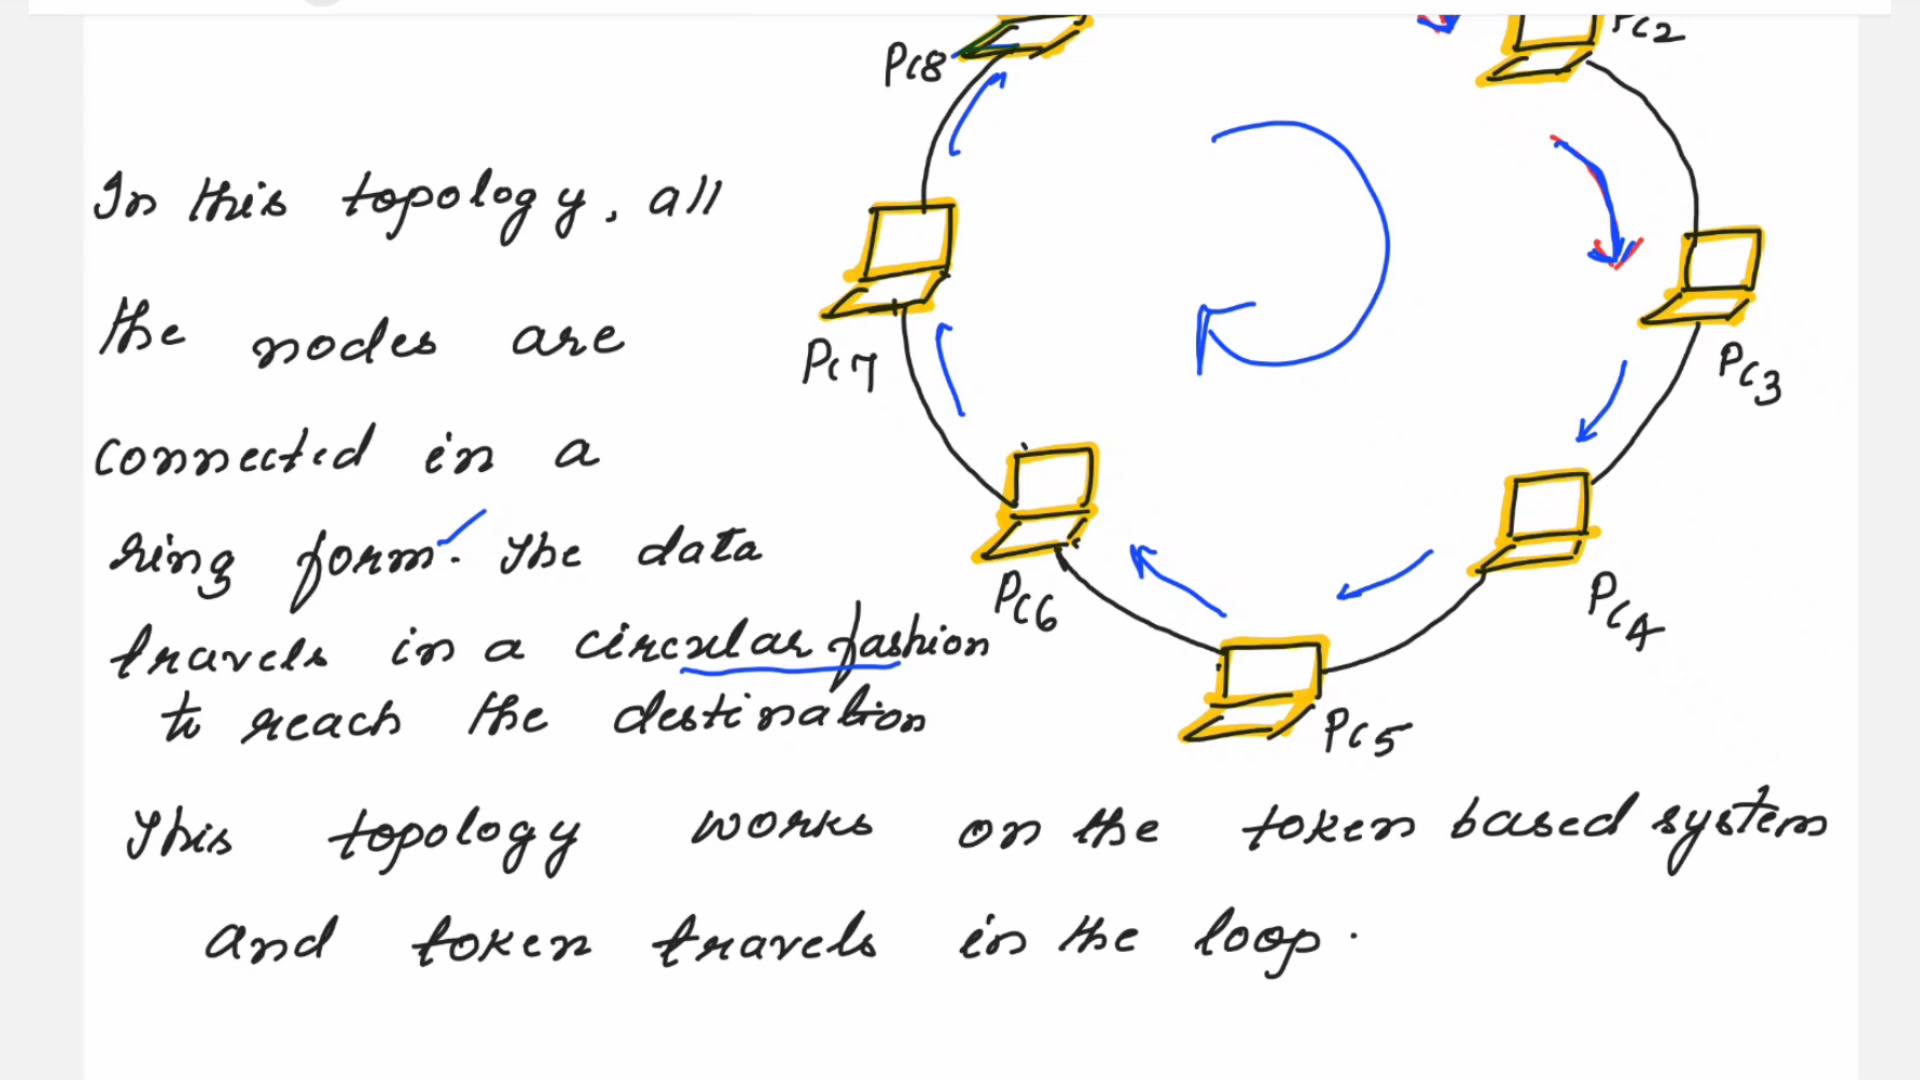 PC2
PC8
In this topology, all
the nodes are
PC7
PC3
connected in a
ring form. The data
PC6
PC4
travels in a circular fashion
to reach the destination
PC5
This topology works on the token based system
and token travels in the loop.